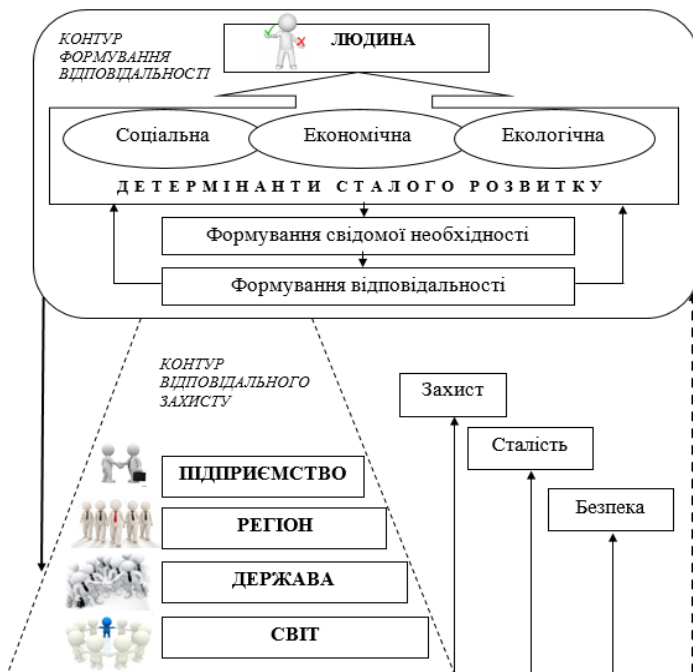 КОНТУР
ФОРМУВАННЯ
ВІДПОВІДАЛЬНОСТІ
ЛЮДИНА
Соціальна
Економічна
Екологічна
ДЕТЕРМІНАНТИ СТАЛОГО РОЗВИТКУ
Формування свідомої необхідності
Формування відповідальності
КОНТУР
ВІДПОВІДАЛЬНОГО
ЗАХИСТУ
Захист
Сталість
Безпека
ПІДПРИЄМСТВО
РЕГІОН
ДЕРЖАВА
СВІТ